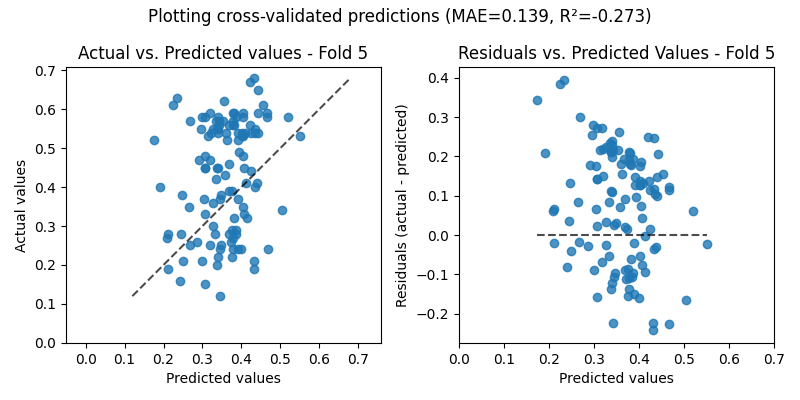 Plotting cross-validated predictions (MAE=0.139, R²=-0.273)
Actual vs. Predicted values - Fold 5
Actual values
0.7
0.6
0.5
0.4
0.3
0.2
0.1
0.0
0.0 0.1 0.2 0.3 0.4 0.5 0.6 0.7
Predicted values
Residuals vs. Predicted Values - Fold 5
Residuals (actual - predicted)
0.4
0.3
0.2
0.1
0.0
−0.1
−0.2
0.0 0.1 0.2 0.3 0.4 0.5 0.6 0.7
Predicted values